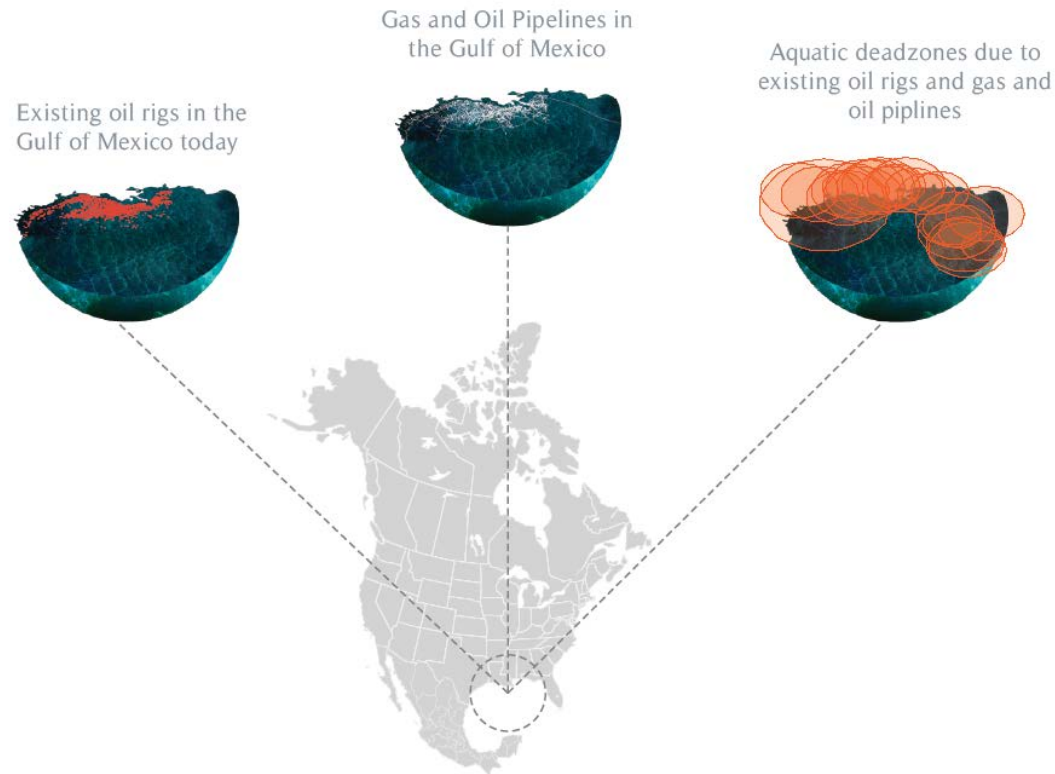 Existing oil rigs in the
Gulf of Mexico today
Gas and Oil Pipelines in
the Gulf of Mexico
Aquatic deadzones due to
existing oil rigs and gas and
oil piplines